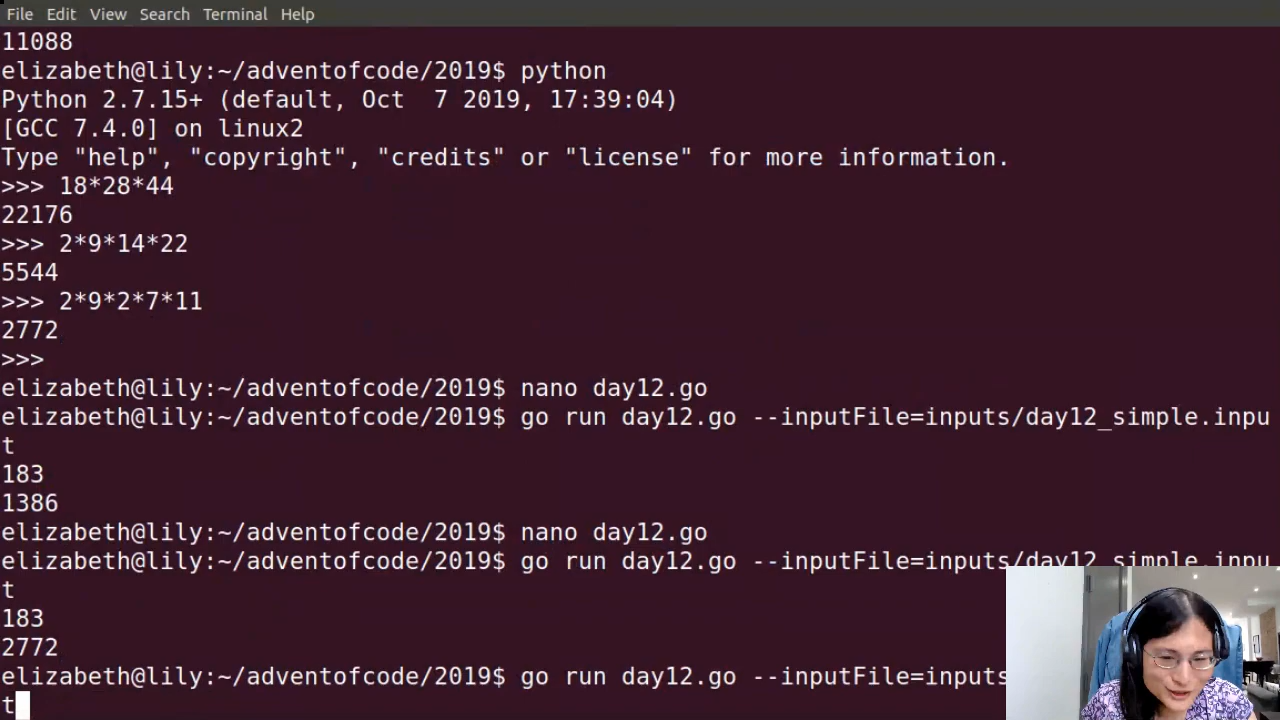 File Edit View Search Terminal Help
11088
elizabeth@lily:~/adventofcode/2019$ python
Python 2.7.15+ (default, Oct  7 2019, 17:39:04)
[GCC 7.4.0] on linux2
Type "help", "copyright", "credits" or "license" for more information.
>>> 18*28*44
22176
>>> 2*9*14*22
5544
>>> 2*9*2*7*11
2772
>>>
elizabeth@lily:~/adventofcode/2019$ nano day12.go
elizabeth@lily:~/adventofcode/2019$ go run day12.go --inputFile=inputs/day12_simple.inpu
t
183
1386
elizabeth@lily:~/adventofcode/2019$ nano day12.go
elizabeth@lily:~/adventofcode/2019$ go run day12.go --inputFile=inputs/day12_simple.inpu
t
183
2772
elizabeth@lily:~/adventofcode/2019$ go run day12.go --inputFile=inputs
t